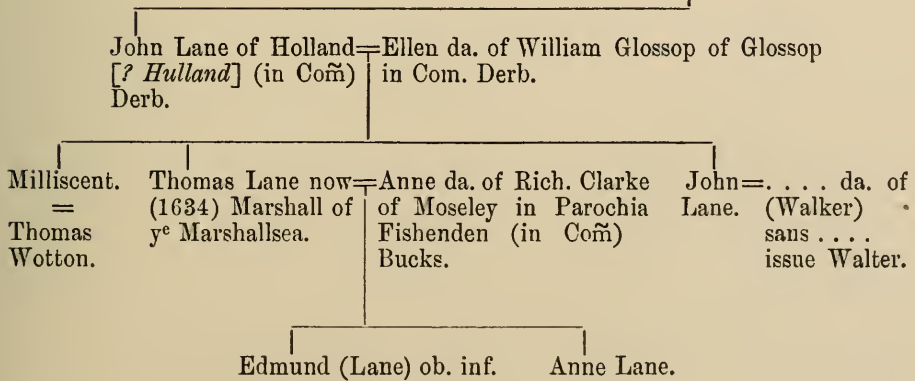 John Lane of Holland=Ellen da. of William Glossop of Glossop
[? Hulland] (in Com̃) in Com. Derb.
Derb.
Milliscent. Thomas Lane now=Anne da. of Rich. Clarke John=. . . . da. of
= (1634) Marshall of of Moseley in Parochia Lane. (Walker)
Thomas yᵉ Marshallsea. Fishenden (in Com̃) sans . . . .
Wotton. Bucks. issue Walter.
Edmund (Lane) ob. inf. Anne Lane.